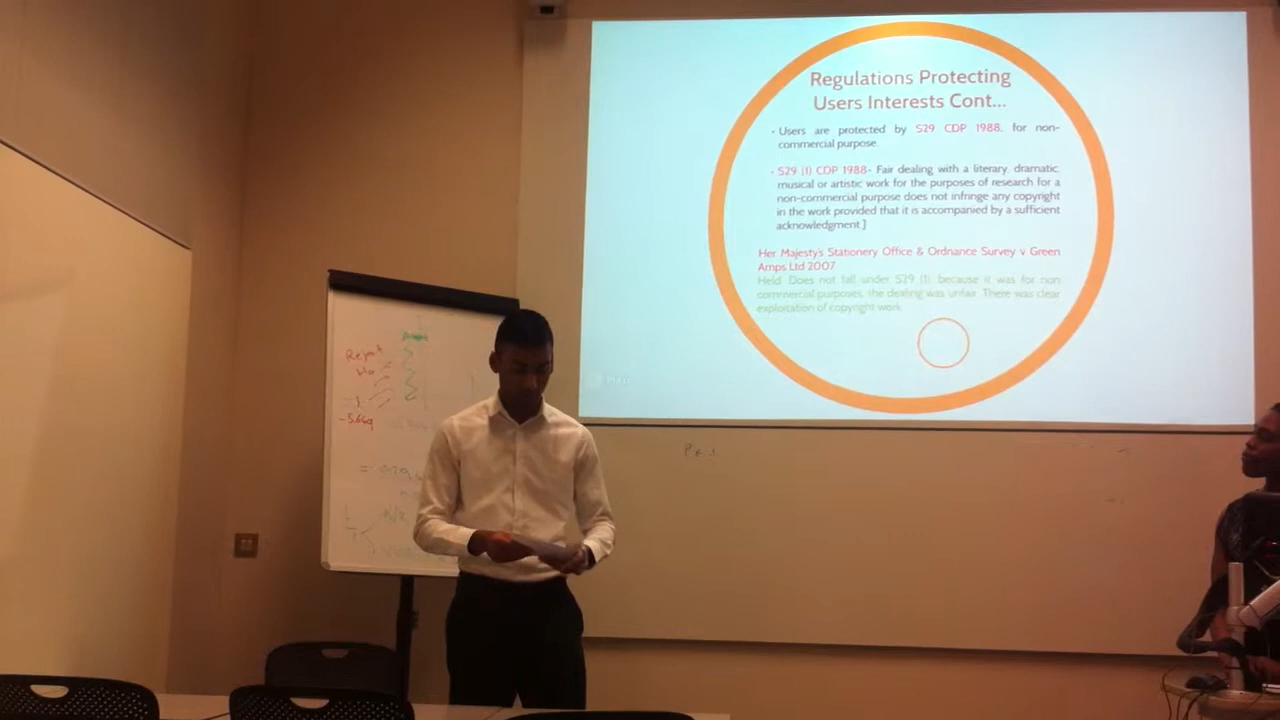 Regulations Protecting
Users Interests Cont...
• Users are protected by S29 CDP 1988, for non-
commercial purpose.
• S29 (1) CDP 1988- Fair dealing with a literary, dramatic,
musical or artistic work for the purposes of research for a
non-commercial purpose does not infringe any copyright
in the work provided that it is accompanied by a sufficient
acknowledgment.]
Her Majesty's Stationery Office & Ordnance Survey v Green
Amps Ltd 2007
Held: Does not fall under S29 (1), because it was for non
commercial purposes, the dealing was unfair. There was clear
exploitation of copyright work.
Prezi